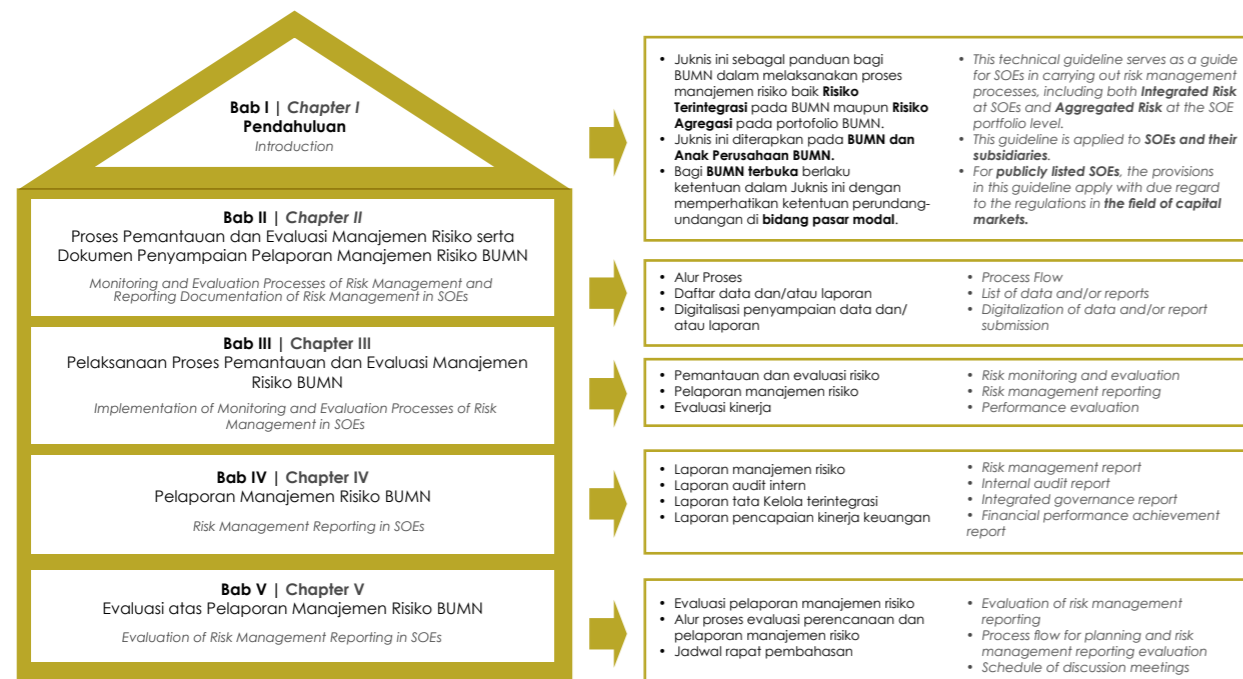 Bab I | Chapter I
Pendahuluan
Introduction
• Juknis ini sebagai panduan bagi
BUMN dalam melaksanakan proses
manajemen risiko baik Risiko
Terintegrasi pada BUMN maupun Risiko
Agregasi pada portofolio BUMN.
• Juknis ini diterapkan pada BUMN dan
Anak Perusahaan BUMN.
• Bagi BUMN terbuka berlaku
ketentuan dalam Juknis ini dengan
memperhatikan ketentuan perundang-
undangan di bidang pasar modal.
• This technical guideline serves as a guide
for SOEs in carrying out risk management
processes, including both Integrated Risk
at SOEs and Aggregated Risk at the SOE
portfolio level.
• This guideline is applied to SOEs and their
subsidiaries.
• For publicly listed SOEs, the provisions
in this guideline apply with due regard
to the regulations in the field of capital
markets.
Bab II | Chapter II
Proses Pemantauan dan Evaluasi Manajemen Risiko serta
Dokumen Penyampaian Pelaporan Manajemen Risiko BUMN
Monitoring and Evaluation Processes of Risk Management and
Reporting Documentation of Risk Management in SOEs
• Alur Proses
• Daftar data dan/atau laporan
• Digitalisasi penyampaian data dan/
atau laporan
• Process Flow
• List of data and/or reports
• Digitalization of data and/or report
submission
Bab III | Chapter III
Pelaksanaan Proses Pemantauan dan Evaluasi Manajemen
Risiko BUMN
Implementation of Monitoring and Evaluation Processes of Risk
Management in SOEs
• Pemantauan dan evaluasi risiko
• Pelaporan manajemen risiko
• Evaluasi kinerja
• Risk monitoring and evaluation
• Risk management reporting
• Performance evaluation
Bab IV | Chapter IV
Pelaporan Manajemen Risiko BUMN
Risk Management Reporting in SOEs
• Laporan manajemen risiko
• Laporan audit intern
• Laporan tata Kelola terintegrasi
• Laporan pencapaian kinerja keuangan
• Risk management report
• Internal audit report
• Integrated governance report
• Financial performance achievement
report
Bab V | Chapter V
Evaluasi atas Pelaporan Manajemen Risiko BUMN
Evaluation of Risk Management Reporting in SOEs
• Evaluasi pelaporan manajemen risiko
• Alur proses evaluasi perencanaan dan
pelaporan manajemen risiko
• Jadwal rapat pembahasan
• Evaluation of risk management
reporting
• Process flow for planning and risk
management reporting evaluation
• Schedule of discussion meetings